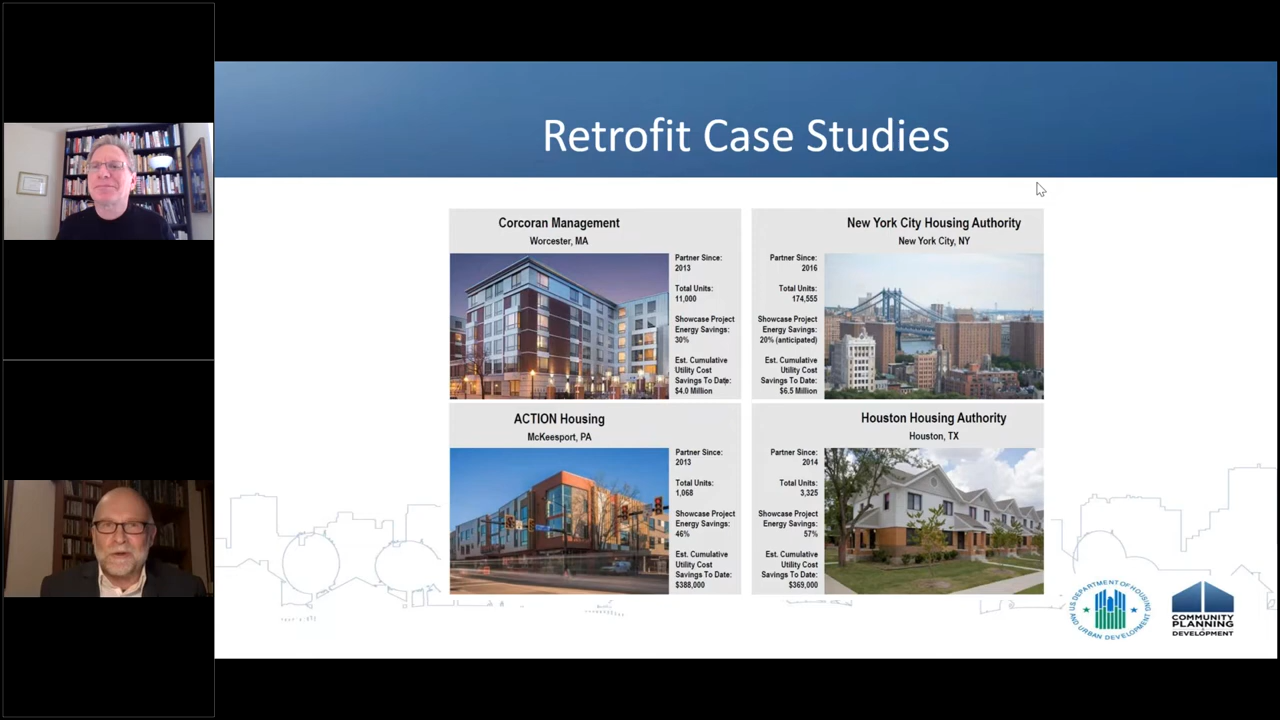 Retrofit Case Studies
Corcoran Management
Worcester, MA
Partner Since:
2013
Total Units:
11,000
Showcase Project
Energy Savings:
30%
Est. Cumulative
Utility Cost
Savings To Date:
$4.0 Million
New York City Housing Authority
New York City, NY
Partner Since:
2016
Total Units:
174,555
Showcase Project
Energy Savings:
20% (anticipated)
Est. Cumulative
Utility Cost
Savings To Date:
$6.5 Million
ACTION Housing
McKeesport, PA
Partner Since:
2013
Total Units:
1,068
Showcase Project
Energy Savings:
46%
Est. Cumulative
Utility Cost
Savings To Date:
$388,000
Houston Housing Authority
Houston, TX
Partner Since:
2014
Total Units:
3,325
Showcase Project
Energy Savings:
57%
Est. Cumulative
Utility Cost
Savings To Date:
$369,000
U.S. DEPARTMENT OF HOUSING
AND URBAN DEVELOPMENT
COMMUNITY
PLANNING
DEVELOPMENT